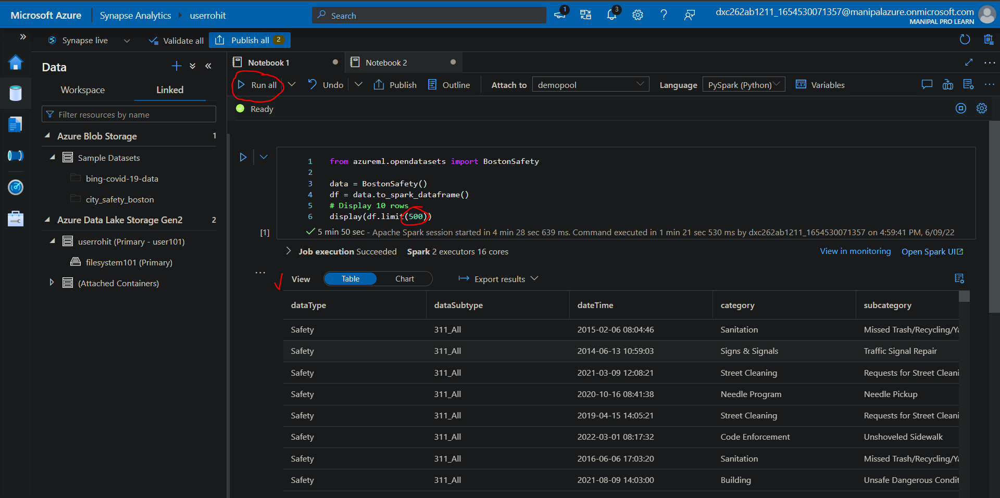 Microsoft Azure
Synapse Analytics
userrohit
Search
1
3
dxc262ab1211_1654530071357@manipalazure.onmicrosoft.com
MANIPAL PRO LEARN
Synapse live
Validate all
Publish all 2
Data
Workspace
Linked
Filter resources by name
Azure Blob Storage 1
Sample Datasets
bing-covid-19-data
city_safety_boston
Azure Data Lake Storage Gen2 2
userrohit (Primary - user101)
filesystem101 (Primary)
(Attached Containers)
Notebook 1
Notebook 2
Run all
Undo
Publish
Outline
Attach to demopool
Language PySpark (Python)
Variables
Ready
1 from azureml.opendatasets import BostonSafety
2
3 data = BostonSafety()
4 df = data.to_spark_dataframe()
5 # Display 10 rows
6 display(df.limit(500))
[1] 5 min 50 sec - Apache Spark session started in 4 min 28 sec 639 ms. Command executed in 1 min 21 sec 530 ms by dxc262ab1211_1654530071357 on 4:59:41 PM, 6/09/22
Job execution Succeeded Spark 2 executors 16 cores
View in monitoring
Open Spark UI
View Table Chart Export results
dataType dataSubtype dateTime category subcategory
Safety 311_All 2015-02-06 08:04:46 Sanitation Missed Trash/Recycling/Ya
Safety 311_All 2014-06-13 10:59:03 Signs & Signals Traffic Signal Repair
Safety 311_All 2021-03-09 12:08:21 Street Cleaning Requests for Street Cleani
Safety 311_All 2020-10-16 08:41:38 Needle Program Needle Pickup
Safety 311_All 2019-04-15 14:05:21 Street Cleaning Requests for Street Cleani
Safety 311_All 2022-03-01 08:17:32 Code Enforcement Unshoveled Sidewalk
Safety 311_All 2016-06-06 17:03:20 Sanitation Missed Trash/Recycling/Ya
Safety 311_All 2021-08-09 14:03:00 Building Unsafe Dangerous Condit